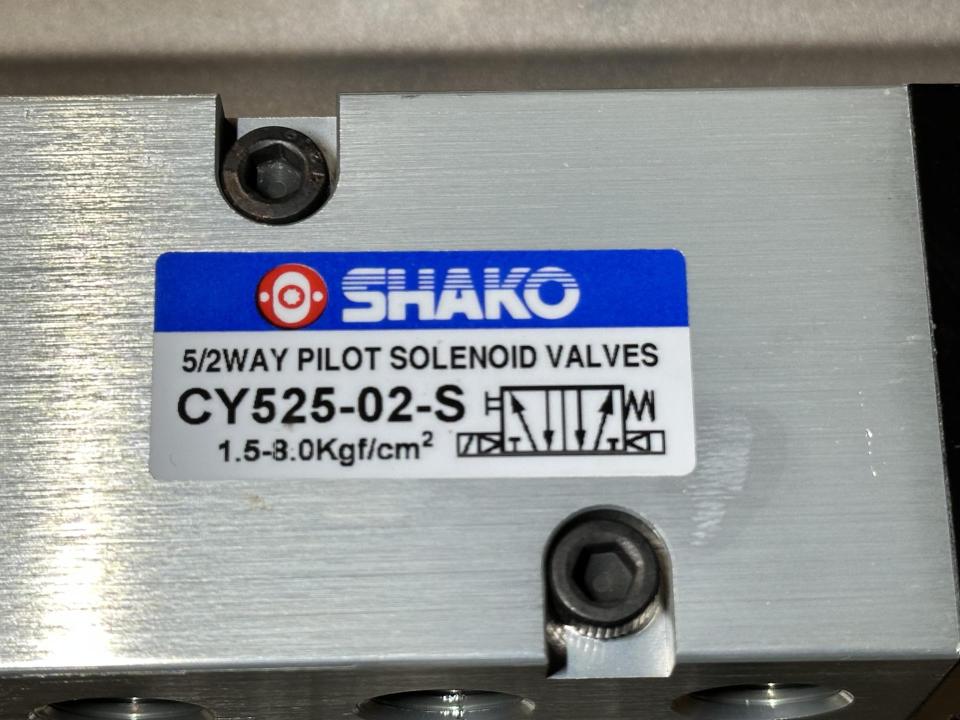 SHAKO
5/2WAY PILOT SOLENOID VALVES
CY525-02-S
1.5-8.0Kgf/cm²